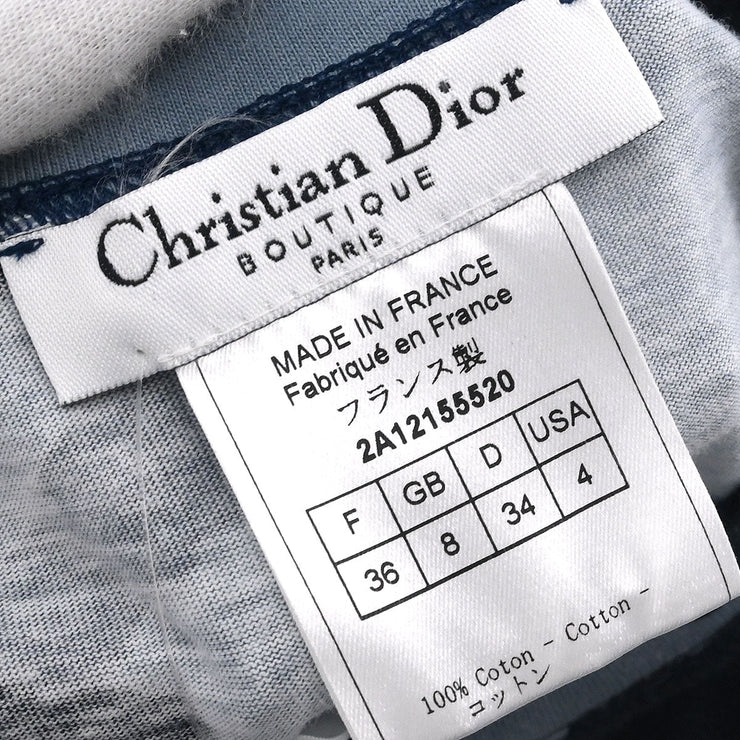 Christian Dior
BOUTIQUE
PARIS
MADE IN FRANCE
Fabriqué en France
フランス製
2A12155520
F GB D USA
36 8 34 4
100% Coton - Cotton -
コットン